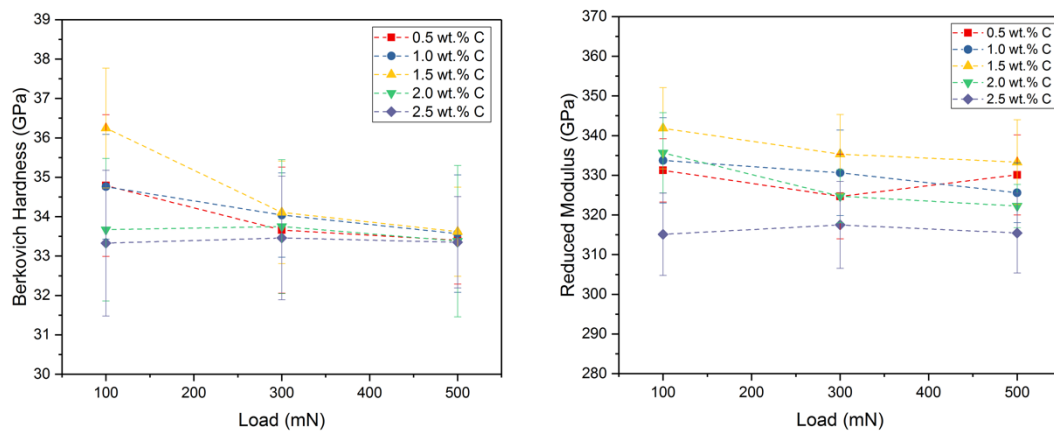 39
38
37
36
35
34
33
32
31
30
Berkovich Hardness (GPa)
100
200
300
400
500
Load (mN)
0.5 wt.% C
1.0 wt.% C
1.5 wt.% C
2.0 wt.% C
2.5 wt.% C
370
360
350
340
330
320
310
300
290
280
Reduced Modulus (GPa)
100
200
300
400
500
Load (mN)
0.5 wt.% C
1.0 wt.% C
1.5 wt.% C
2.0 wt.% C
2.5 wt.% C